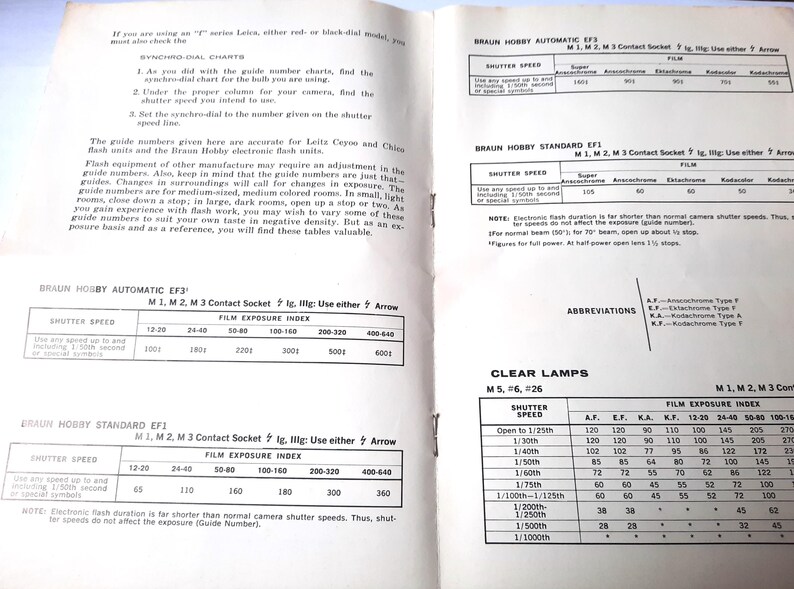 If you are using an "f" series Leica, either red- or black-dial model, you
must also check the
SYNCHRO-DIAL CHARTS
1. As you did with the guide number charts, find the
synchro-dial chart for the bulb you are using.
2. Under the proper column for your camera, find the
shutter speed you intend to use.
3. Set the synchro-dial to the number given on the shutter
speed line.
The guide numbers given here are accurate for Leitz Ceyoo and Chico
flash units and the Braun Hobby electronic flash units.
Flash equipment of other manufacture may require an adjustment in the
guide numbers. Also, keep in mind that the guide numbers are just that—
guides. Changes in surroundings will call for changes in exposure. The
guide numbers are for medium-sized, medium colored rooms. In small, light
rooms, close down a stop; in large, dark rooms, open up a stop or two. As
you gain experience with flash work, you may wish to vary some of these
guide numbers to suit your own taste in negative density. But as an ex-
posure basis and as a reference, you will find these tables valuable.
BRAUN HOBBY AUTOMATIC EF3‡
M 1, M 2, M 3 Contact Socket Ig, IIIg: Use either Arrow
SHUTTER SPEED FILM EXPOSURE INDEX
12-20 24-40 50-80 100-160 200-320 400-640
Use any speed up to and
including 1/50th second
or special symbols 100‡ 180‡ 220‡ 300‡ 500‡ 600‡
BRAUN HOBBY STANDARD EF1
M 1, M 2, M 3 Contact Socket Ig, IIIg: Use either Arrow
SHUTTER SPEED FILM EXPOSURE INDEX
12-20 24-40 50-80 100-160 200-320 400-640
Use any speed up to and
including 1/50th second
or special symbols 65 110 160 180 300 360
NOTE: Electronic flash duration is far shorter than normal camera shutter speeds. Thus, shut-
ter speeds do not affect the exposure (Guide Number).
BRAUN HOBBY AUTOMATIC EF3
M 1, M 2, M 3 Contact Socket Ig, IIIg: Use either Arrow
SHUTTER SPEED FILM
Super Anscochrome Anscochrome Ektachrome Kodacolor Kodachrome
Use any speed up to and
including 1/50th second
or special symbols 160‡ 90‡ 90‡ 70‡ 55‡
BRAUN HOBBY STANDARD EF1
M 1, M 2, M 3 Contact Socket Ig, IIIg: Use either Arrow
SHUTTER SPEED FILM
Super Anscochrome Anscochrome Ektachrome Kodacolor
Use any speed up to and
including 1/50th second
or special symbols 105 60 60 50
NOTE: Electronic flash duration is far shorter than normal camera shutter speeds. Thus,
ter speeds do not affect the exposure (guide number).
‡For normal beam (50°); for 70° beam, open up about ½ stop.
‡Figures for full power. At half-power open lens 1½ stops.
ABBREVIATIONS
A.F.—Anscochrome Type F
E.F.—Ektachrome Type F
K.A.—Kodachrome Type A
K.F.—Kodachrome Type F
CLEAR LAMPS
M 5, #6, #26 M 1, M 2, M 3
SHUTTER SPEED FILM EXPOSURE INDEX
A.F. E.F. K.A. K.F. 12-20 24-40 50-80
Open to 1/25th 120 120 90 110 100 145 205 270
1/30th 120 120 90 110 100 145 205
1/40th 102 102 77 95 86 122 172
1/50th 85 85 64 80 72 100 145
1/60th 72 72 55 70 62 86 122
1/75th 60 60 45 55 52 72 100
1/100th—1/125th 60 60 45 55 52 72 100
1/200th-
1/250th 38 38 * * * 45 62
1/500th 28 28 * * * 32 45
1/1000th * * * * * * * *